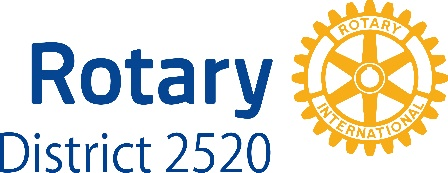 Rotary
District 2520
ROTARY
INTERNATIONAL